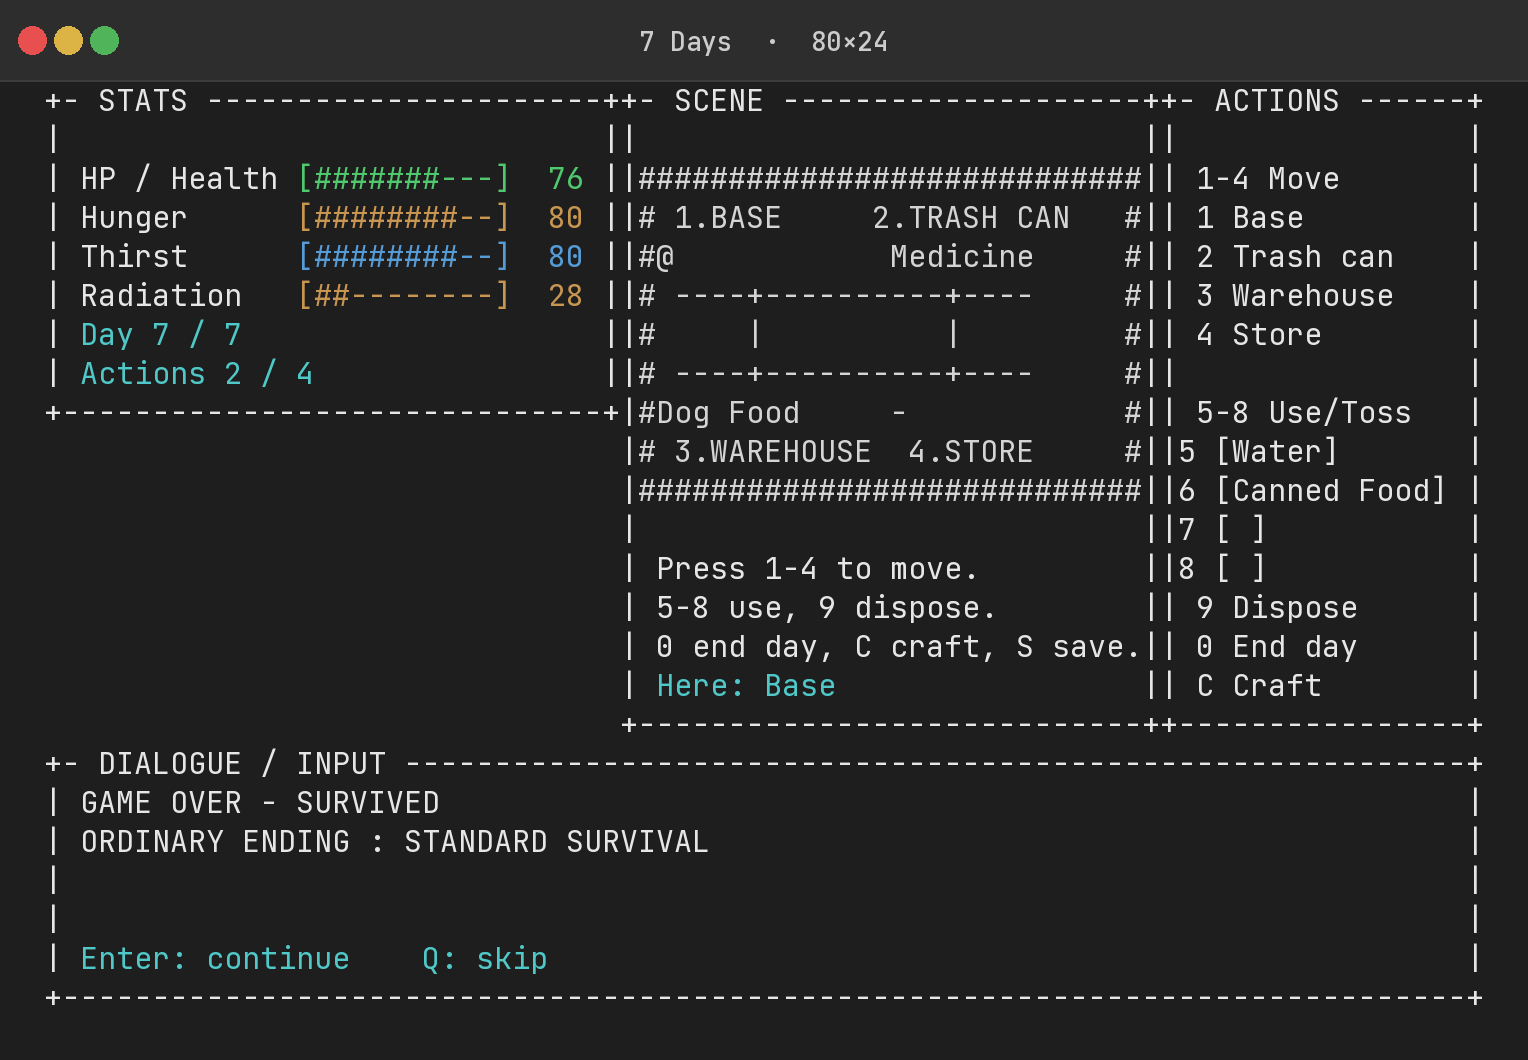 7 Days  ·  80×24
+- STATS ----------------------++- SCENE --------------------++- ACTIONS ------+
|                              ||                            ||                |
| HP / Health [#######---]  76 ||############################|| 1-4 Move       |
| Hunger      [########--]  80 ||# 1.BASE     2.TRASH CAN   #|| 1 Base         |
| Thirst      [########--]  80 ||#@            Medicine     #|| 2 Trash can    |
| Radiation   [##--------]  28 ||# ----+----------+----     #|| 3 Warehouse    |
| Day 7 / 7                    ||#     |          |         #|| 4 Store        |
| Actions 2 / 4                ||# ----+----------+----     #||                |
+------------------------------+|#Dog Food     -            #|| 5-8 Use/Toss   |
                                |# 3.WAREHOUSE  4.STORE     #||5 [Water]       |
                                |############################||6 [Canned Food] |
                                |                            ||7 [ ]           |
                                | Press 1-4 to move.         ||8 [ ]           |
                                | 5-8 use, 9 dispose.        || 9 Dispose      |
                                | 0 end day, C craft, S save.|| 0 End day      |
                                | Here: Base                 || C Craft        |
                                +----------------------------++----------------+
+- DIALOGUE / INPUT -----------------------------------------------------------+
| GAME OVER - SURVIVED                                                         |
| ORDINARY ENDING : STANDARD SURVIVAL                                          |
|                                                                              |
|                                                                              |
| Enter: continue    Q: skip                                                   |
+------------------------------------------------------------------------------+